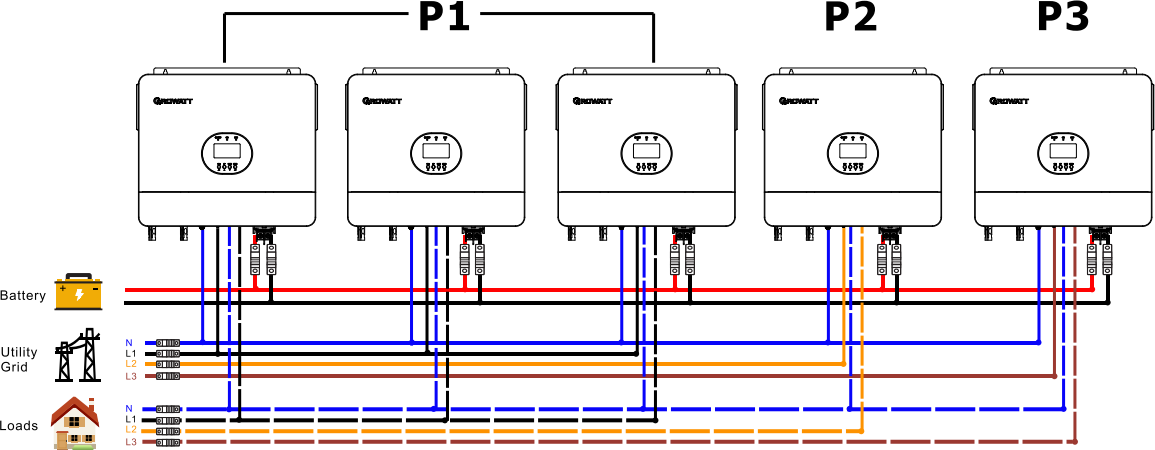 P1 P2 P3
GROWATT GROWATT GROWATT GROWATT GROWATT
Battery
+ −
Utility
Grid
N
L1
L2
L3
Loads
N
L1
L2
L3